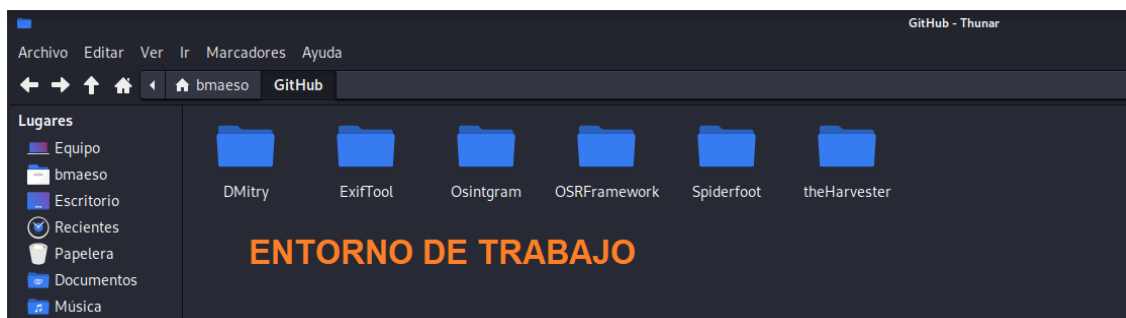 GitHub - Thunar
Archivo Editar Ver Ir Marcadores Ayuda
bmaeso GitHub
Lugares
Equipo
bmaeso
Escritorio
Recientes
Papelera
Documentos
Música
DMitry ExifTool Osintgram OSRFramework Spiderfoot theHarvester
ENTORNO DE TRABAJO